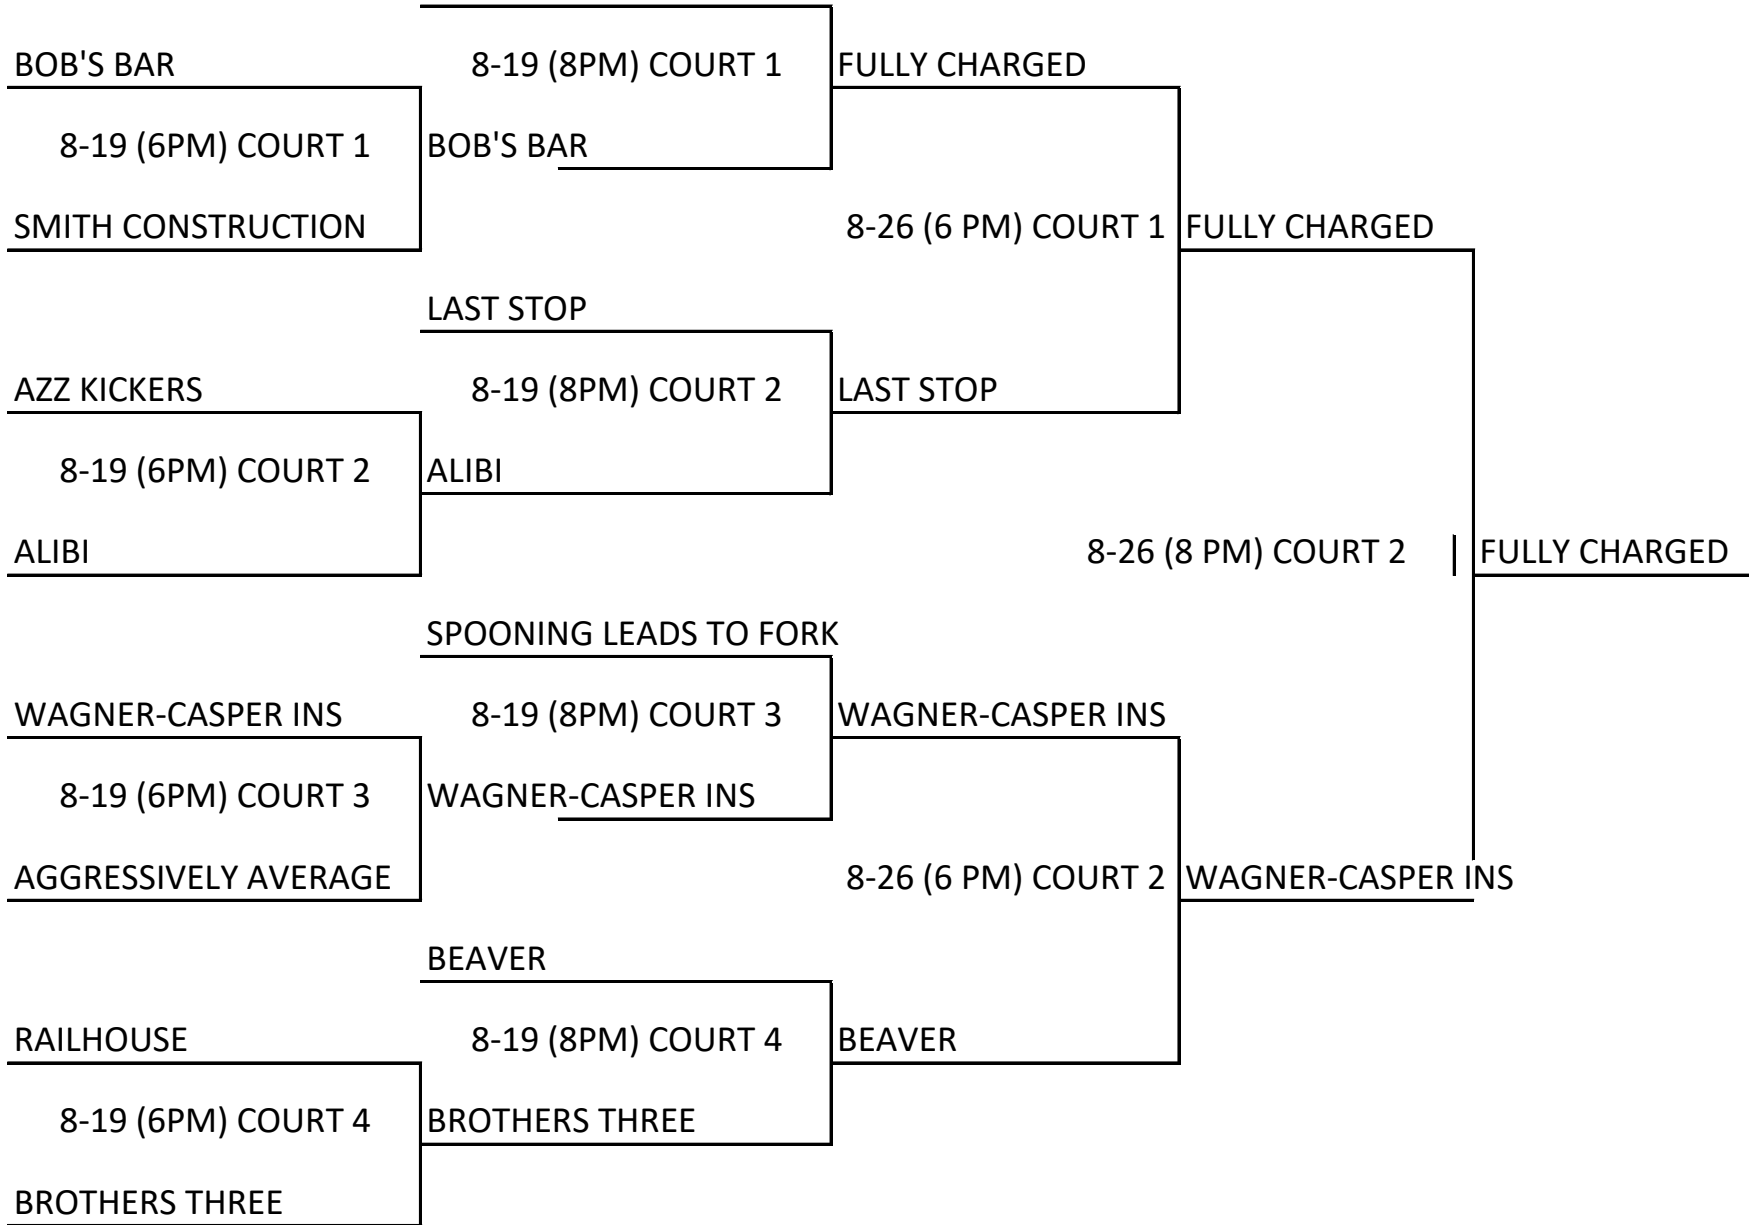 BOB'S BAR 8-19 (8PM) COURT 1 FULLY CHARGED
8-19 (6PM) COURT 1 BOB'S BAR
SMITH CONSTRUCTION 8-26 (6 PM) COURT 1 FULLY CHARGED
LAST STOP
AZZ KICKERS 8-19 (8PM) COURT 2 LAST STOP
8-19 (6PM) COURT 2 ALIBI
ALIBI 8-26 (8 PM) COURT 2 FULLY CHARGED
SPOONING LEADS TO FORK
WAGNER-CASPER INS 8-19 (8PM) COURT 3 WAGNER-CASPER INS
8-19 (6PM) COURT 3 WAGNER-CASPER INS
AGGRESSIVELY AVERAGE 8-26 (6 PM) COURT 2 WAGNER-CASPER INS
BEAVER
RAILHOUSE 8-19 (8PM) COURT 4 BEAVER
8-19 (6PM) COURT 4 BROTHERS THREE
BROTHERS THREE